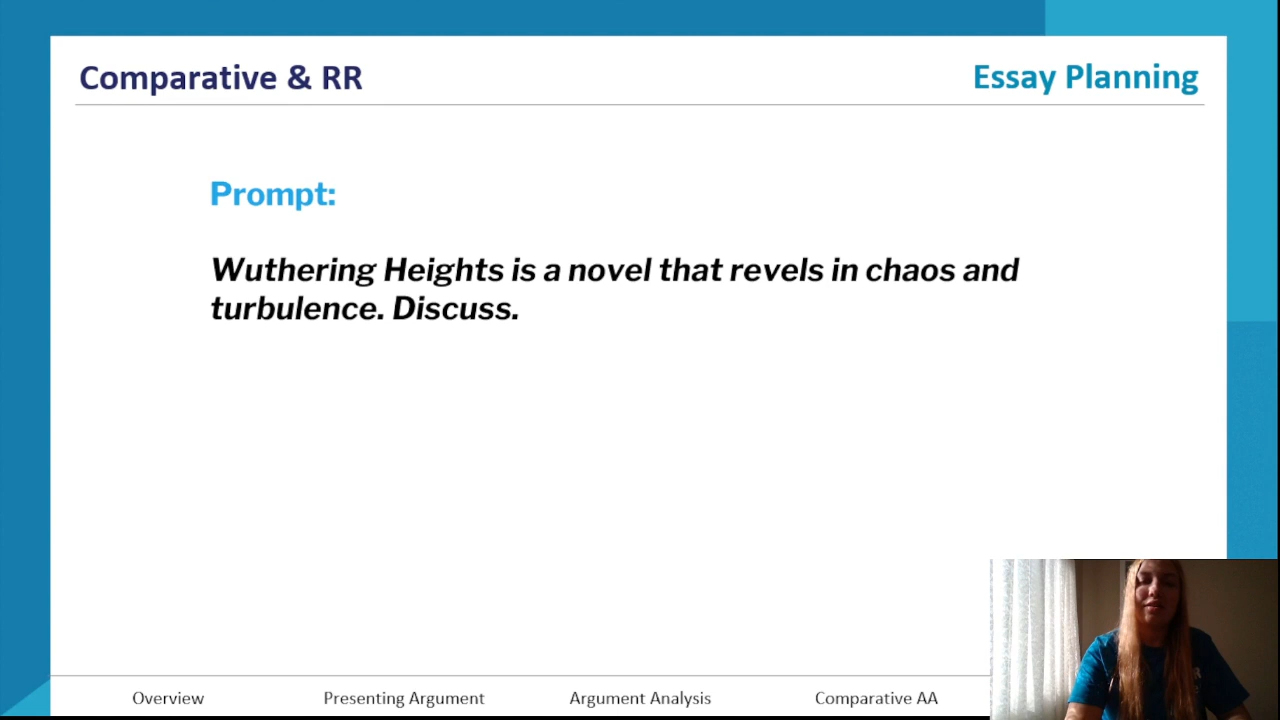 Comparative & RR
Essay Planning
Prompt:
Wuthering Heights is a novel that revels in chaos and
turbulence. Discuss.
Overview
Presenting Argument
Argument Analysis
Comparative AA